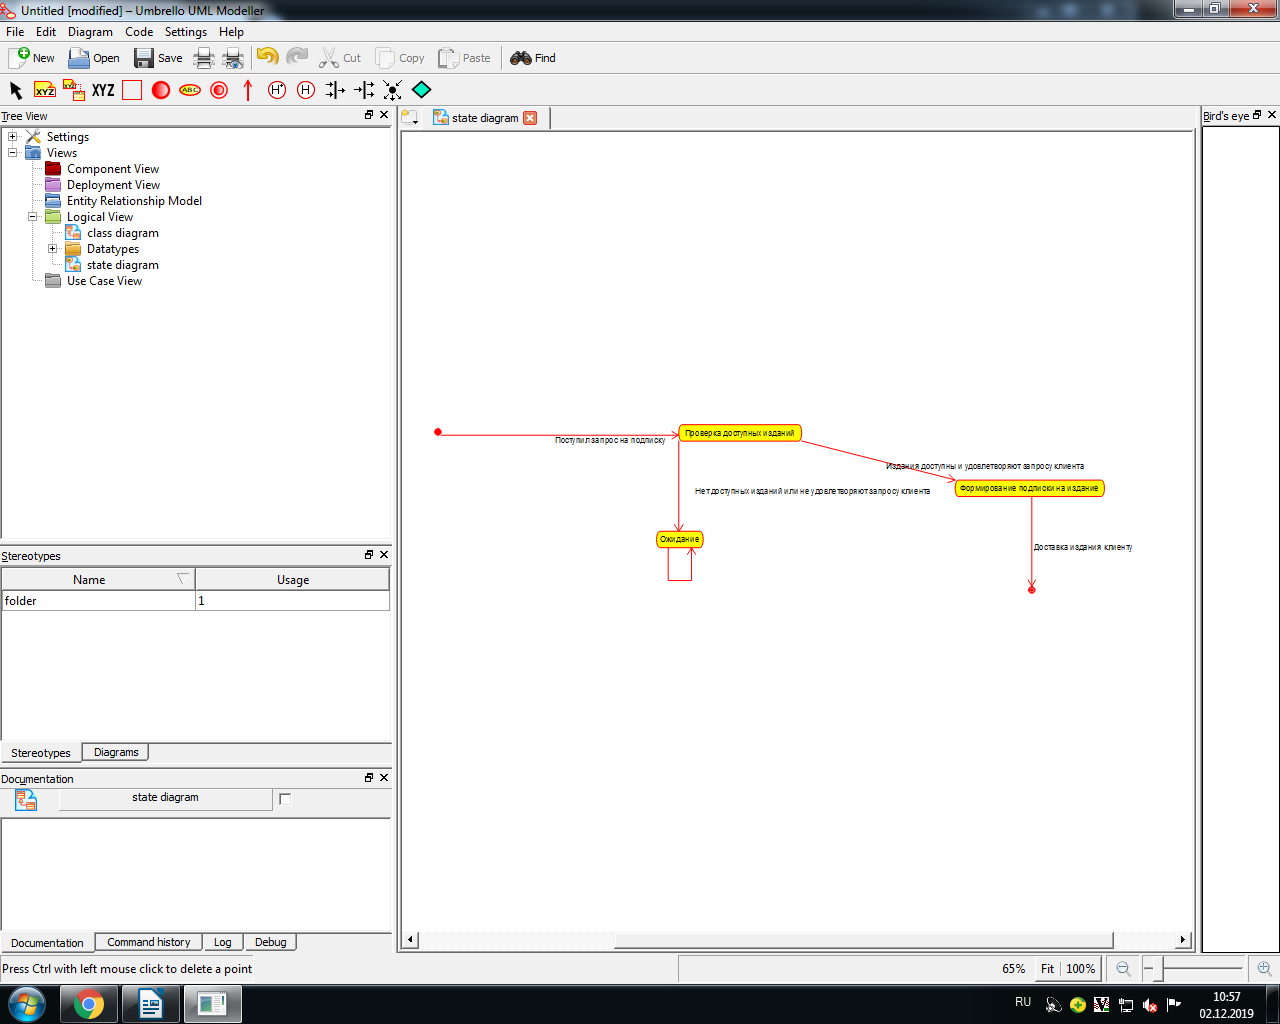 Untitled [modified] – Umbrello UML Modeller
File Edit Diagram Code Settings Help
New Open Save Cut Copy Paste Find
XYZ XYZ XYZ ABC H* H
Tree View
Settings
Views
Component View
Deployment View
Entity Relationship Model
Logical View
class diagram
Datatypes
state diagram
Use Case View
Stereotypes
Name Usage
folder 1
Stereotypes Diagrams
Documentation
state diagram
Documentation Command history Log Debug
state diagram
Поступил запрос на подписку
Проверка доступных изданий
Издания доступны и удовлетворяют запросу клиента
Нет доступных изданий или не удовлетворяют запросу клиента
Формирование подписки на издание
Ожидание
Доставка издания клиенту
Bird's eye
Press Ctrl with left mouse click to delete a point
65% Fit 100%
RU
10:57
02.12.2019